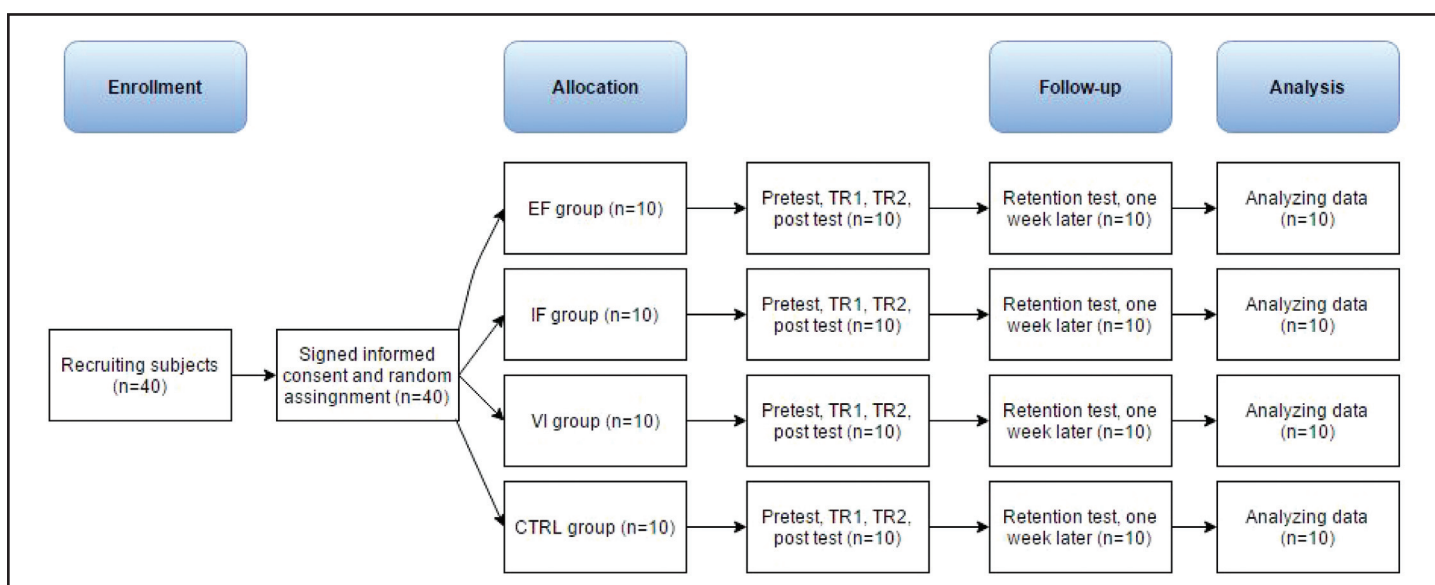 Enrollment
Allocation
Follow-up
Analysis
Recruiting subjects
(n=40)
Signed informed
consent and random
assingnment (n=40)
EF group (n=10)
Pretest, TR1, TR2,
post test (n=10)
Retention test, one
week later (n=10)
Analyzing data
(n=10)
IF group (n=10)
Pretest, TR1, TR2,
post test (n=10)
Retention test, one
week later (n=10)
Analyzing data
(n=10)
VI group (n=10)
Pretest, TR1, TR2,
post test (n=10)
Retention test, one
week later (n=10)
Analyzing data
(n=10)
CTRL group (n=10)
Pretest, TR1, TR2,
post test (n=10)
Retention test, one
week later (n=10)
Analyzing data
(n=10)